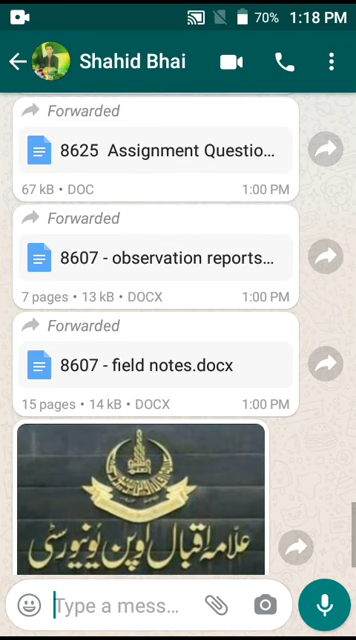 70% 1:18 PM
Shahid Bhai
Forwarded
8625 Assignment Questio...
67 kB • DOC 1:00 PM
Forwarded
8607 - observation reports...
7 pages • 13 kB • DOCX 1:00 PM
Forwarded
8607 - field notes.docx
15 pages • 14 kB • DOCX 1:00 PM
علامہ اقبال اوپن یونیورسٹی
Type a mess...